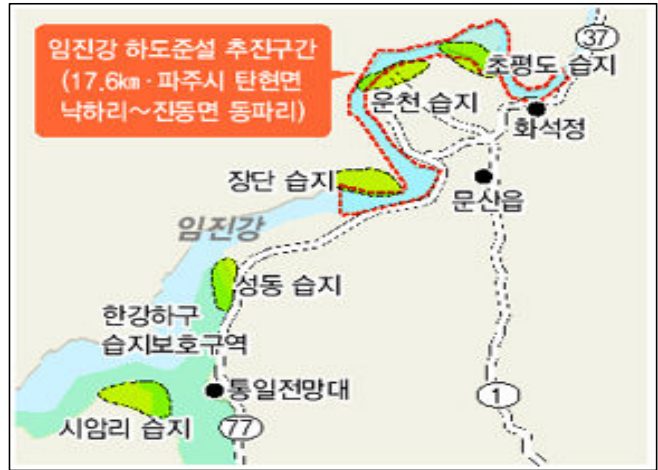 임진강 하도준설 추진구간
(17.6㎞·파주시 탄현면
낙하리~진동면 동파리)
37
초평도 습지
운천 습지
화석정
장단 습지
문산읍
임진강
성동 습지
한강하구
습지보호구역
통일전망대
1
시암리 습지
77